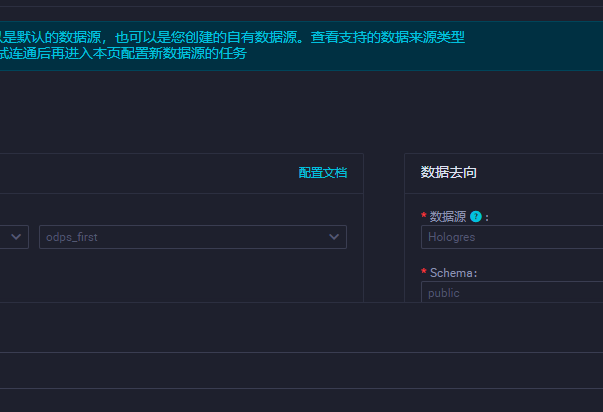 是默认的数据源，也可以是您创建的自有数据源。查看支持的数据来源类型
试连通后再进入本页配置新数据源的任务
配置文档
数据去向
odps_first
* 数据源 ? :
Hologres
* Schema:
public